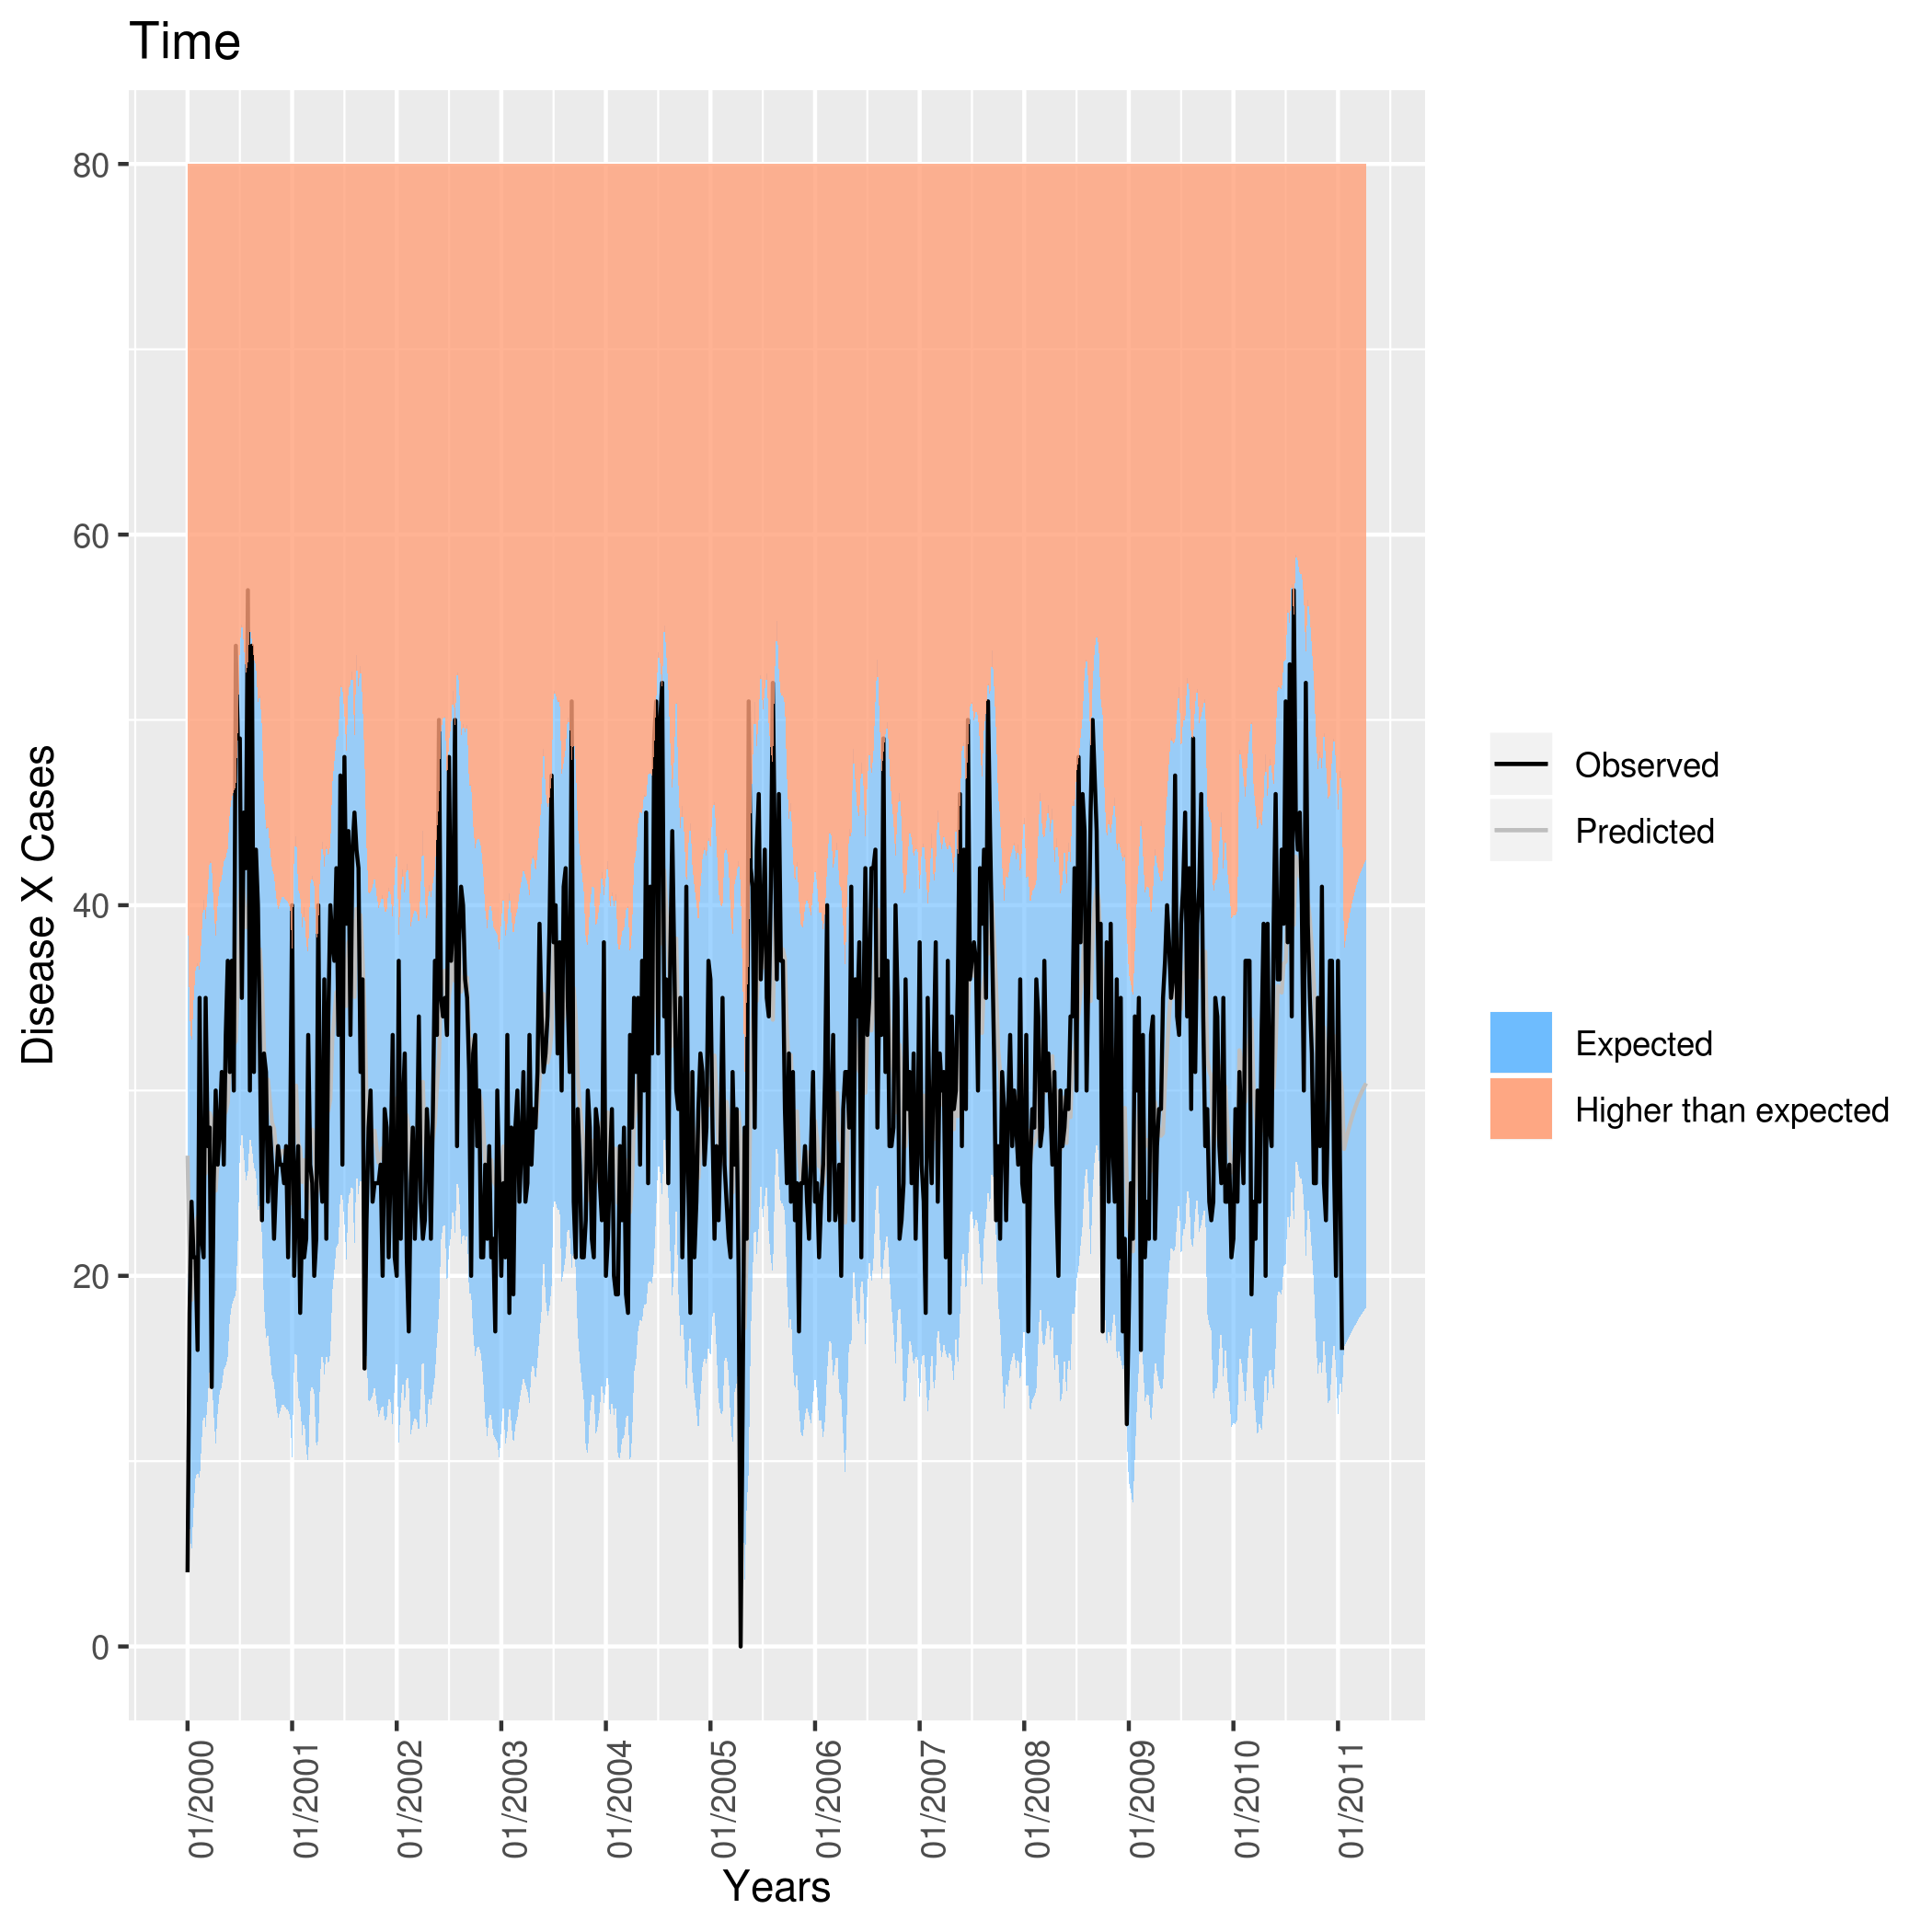 Time
Disease X Cases
80
60
40
20
0
01/2000
01/2001
01/2002
01/2003
01/2004
01/2005
01/2006
01/2007
01/2008
01/2009
01/2010
01/2011
Years
Observed
Predicted
Expected
Higher than expected